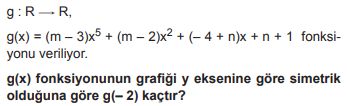 g : R → R,
g(x) = (m – 3)x⁵ + (m – 2)x² + (– 4 + n)x + n + 1 fonksi-
yonu veriliyor.
g(x) fonksiyonunun grafiği y eksenine göre simetrik
olduğuna göre g(– 2) kaçtır?